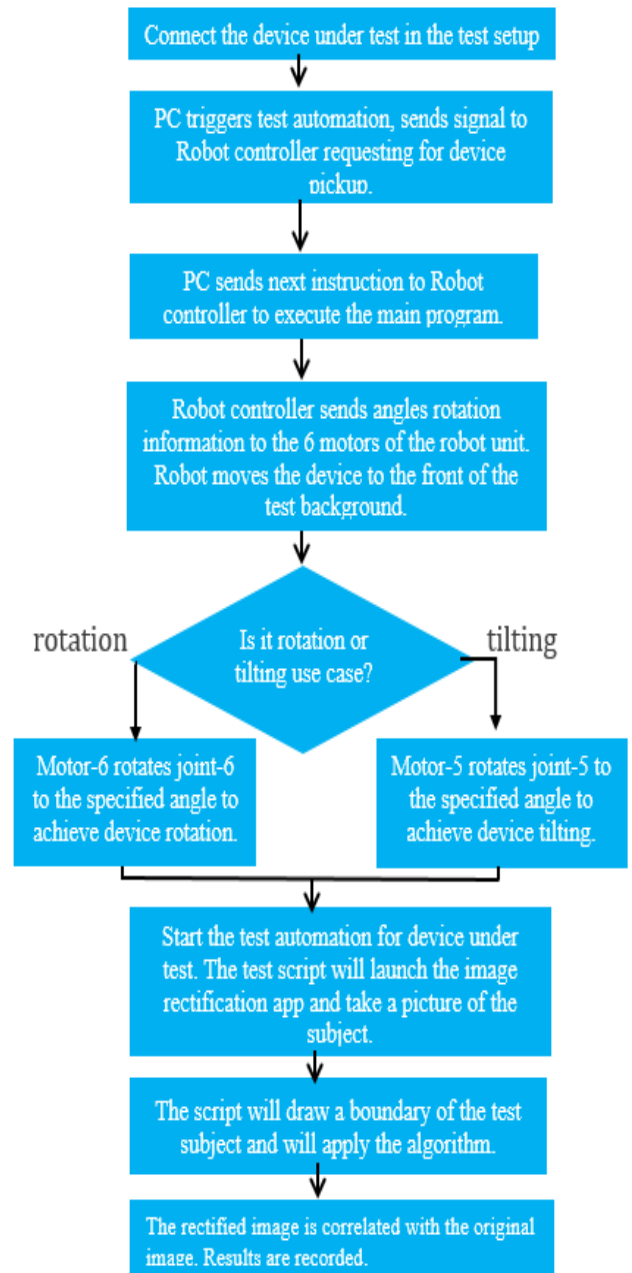 Connect the device under test in the test setup
PC triggers test automation, sends signal to
Robot controller requesting for device
pickup.
PC sends next instruction to Robot
controller to execute the main program.
Robot controller sends angles rotation
information to the 6 motors of the robot unit.
Robot moves the device to the front of the
test background.
rotation
Is it rotation or
tilting use case?
tilting
Motor-6 rotates joint-6
to the specified angle to
achieve device rotation.
Motor-5 rotates joint-5 to
the specified angle to
achieve device tilting.
Start the test automation for device under
test. The test script will launch the image
rectification app and take a picture of the
subject.
The script will draw a boundary of the test
subject and will apply the algorithm.
The rectified image is correlated with the original
image. Results are recorded.